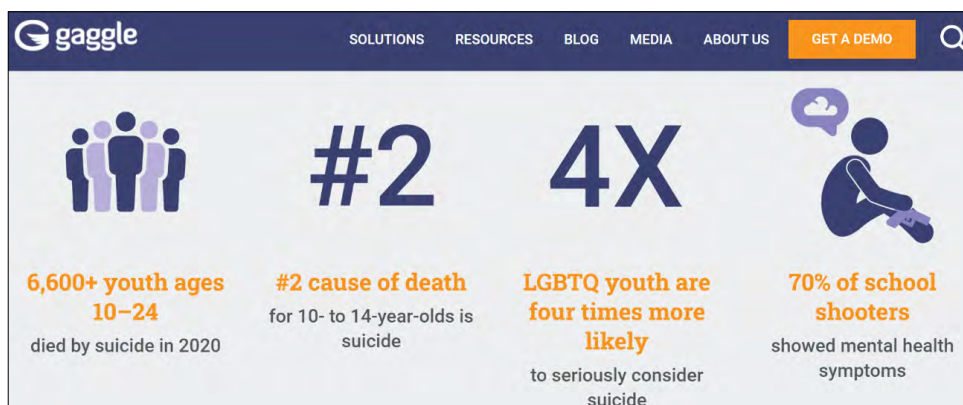 gaggle
SOLUTIONS RESOURCES BLOG MEDIA ABOUT US GET A DEMO
#2
4X
6,600+ youth ages
10–24
died by suicide in 2020
#2 cause of death
for 10- to 14-year-olds is
suicide
LGBTQ youth are
four times more
likely
to seriously consider
suicide
70% of school
shooters
showed mental health
symptoms